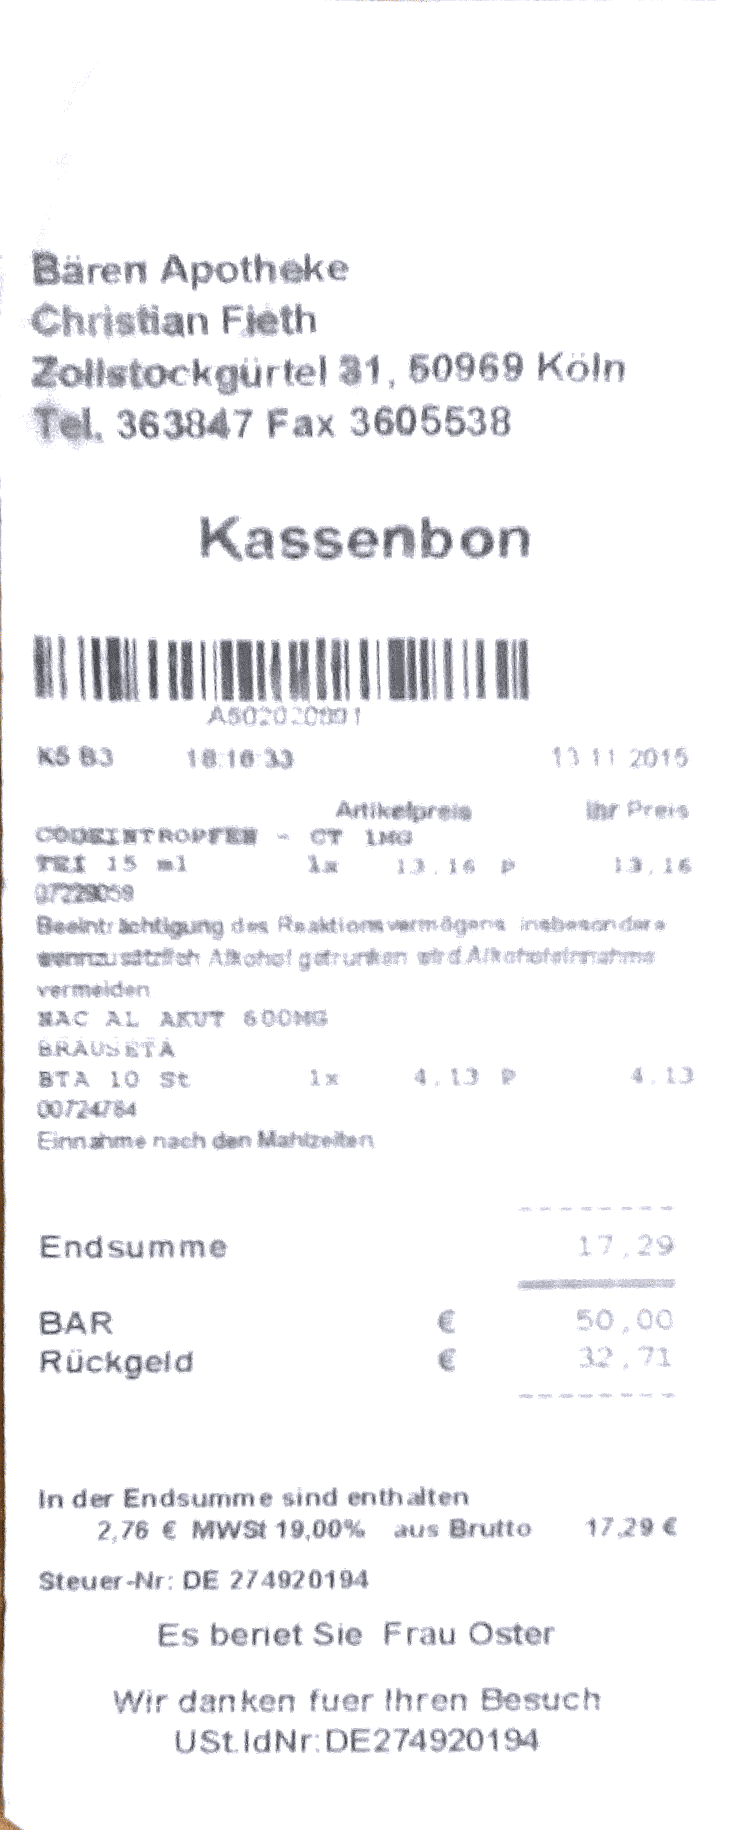 Bären Apotheke
Christian Fieth
Zollstockgürtel 31, 50969 Köln
Tel. 363847 Fax 3605538
Kassenbon
A502020901
K5 B3 18:16:33 13.11.2015
Artikelpreis Ihr Preis
CODEINTROPFEN - CT 1MG
TEI 15 ml 1x 13,16 P 13,16
07229059
Beeinträchtigung des Reaktionsvermögens insbesondere
wennzusätzlich Alkohol getrunken wird Alkoholeinnahme
vermeiden
NAC AL AKUT 600MG
BRAUSETA
BTA 10 St 1x 4,13 P 4,13
00724784
Einnahme nach den Mahlzeiten
Endsumme 17,29
BAR € 50,00
Rückgeld € 32,71
In der Endsumme sind enthalten
2,76 € MWSt 19,00% aus Brutto 17,29 €
Steuer-Nr: DE 274920194
Es beriet Sie Frau Oster
Wir danken fuer Ihren Besuch
USt.IdNr:DE274920194